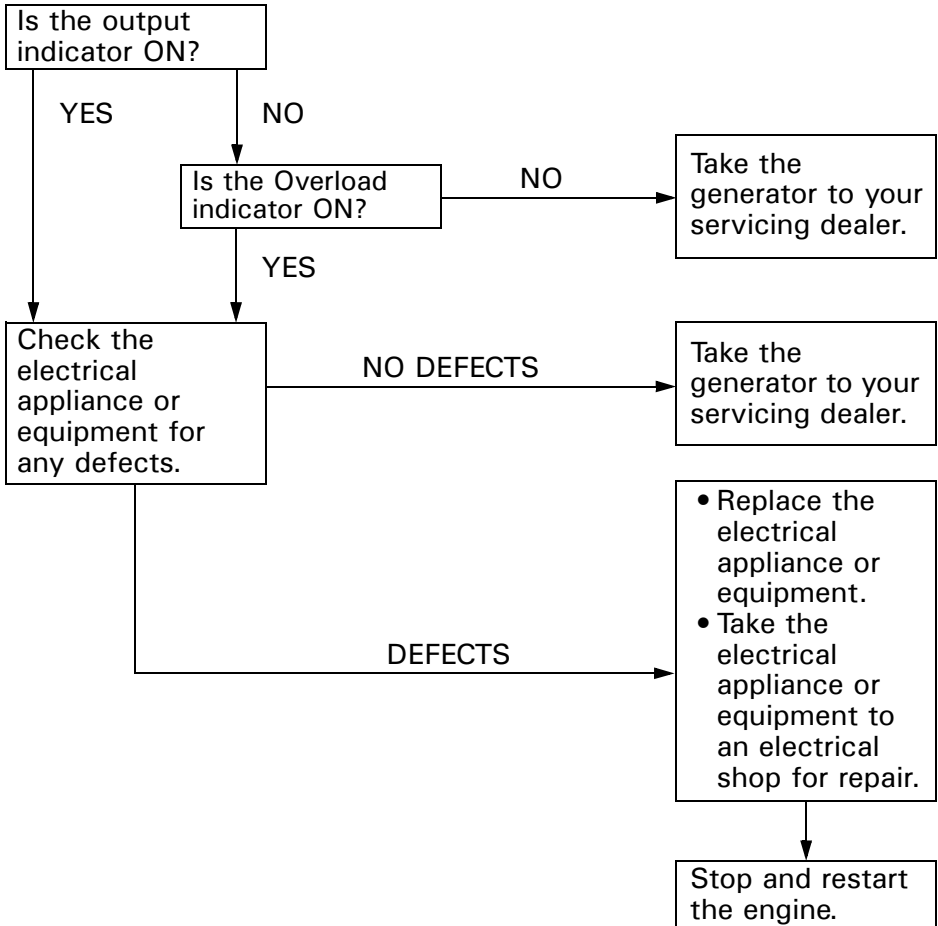 Is the output
indicator ON?
YES
NO
Is the Overload
indicator ON?
NO
Take the
generator to your
servicing dealer.
YES
Check the
electrical
appliance or
equipment for
any defects.
NO DEFECTS
Take the
generator to your
servicing dealer.
DEFECTS
• Replace the
electrical
appliance or
equipment.
• Take the
electrical
appliance or
equipment to
an electrical
shop for repair.
Stop and restart
the engine.